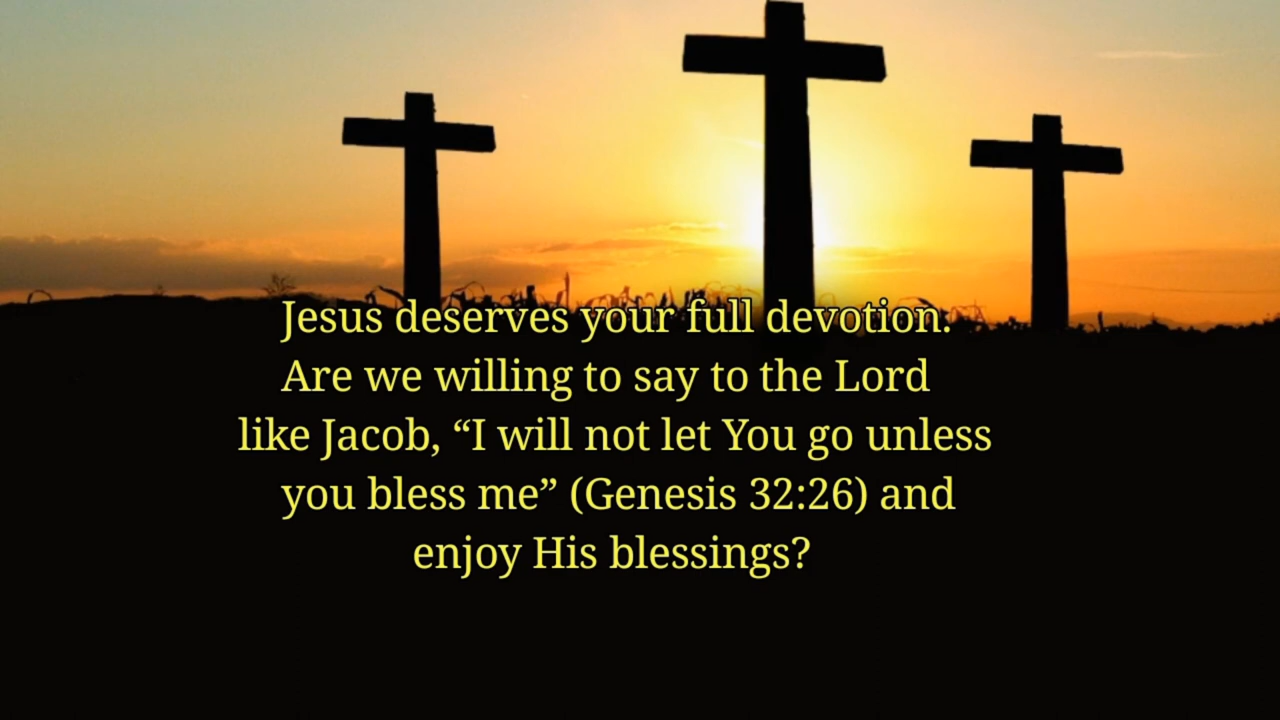 Jesus deserves your full devotion.
Are we willing to say to the Lord
like Jacob, “I will not let You go unless
you bless me” (Genesis 32:26) and
enjoy His blessings?